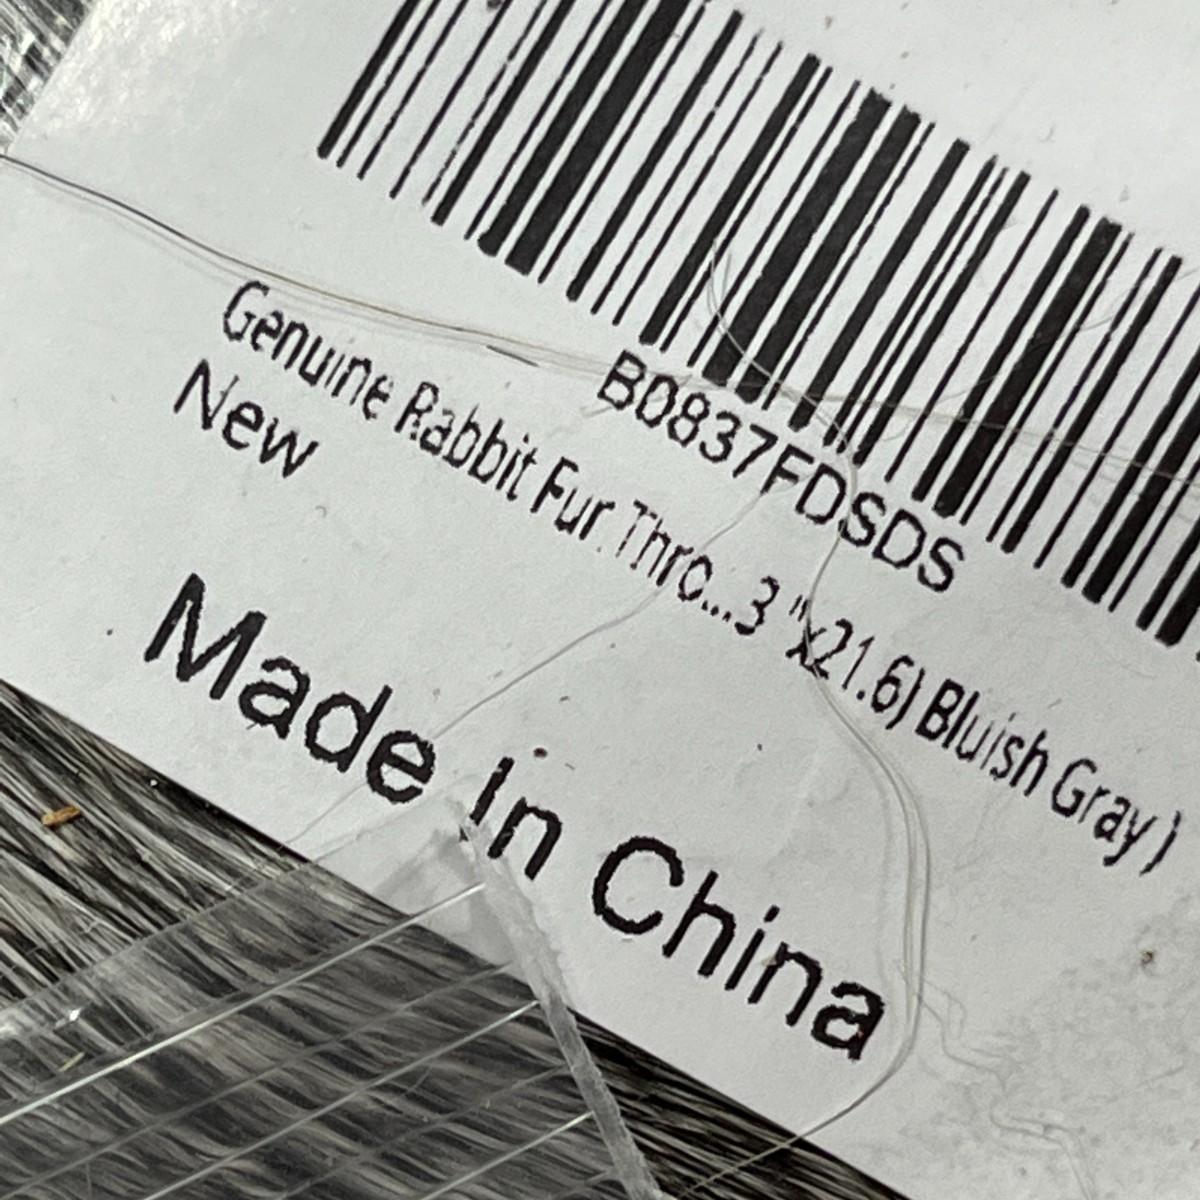 B0837FDSDS
Genuine Rabbit Fur Thro...3 "x21.6) Bluish Gray )
New
Made In China